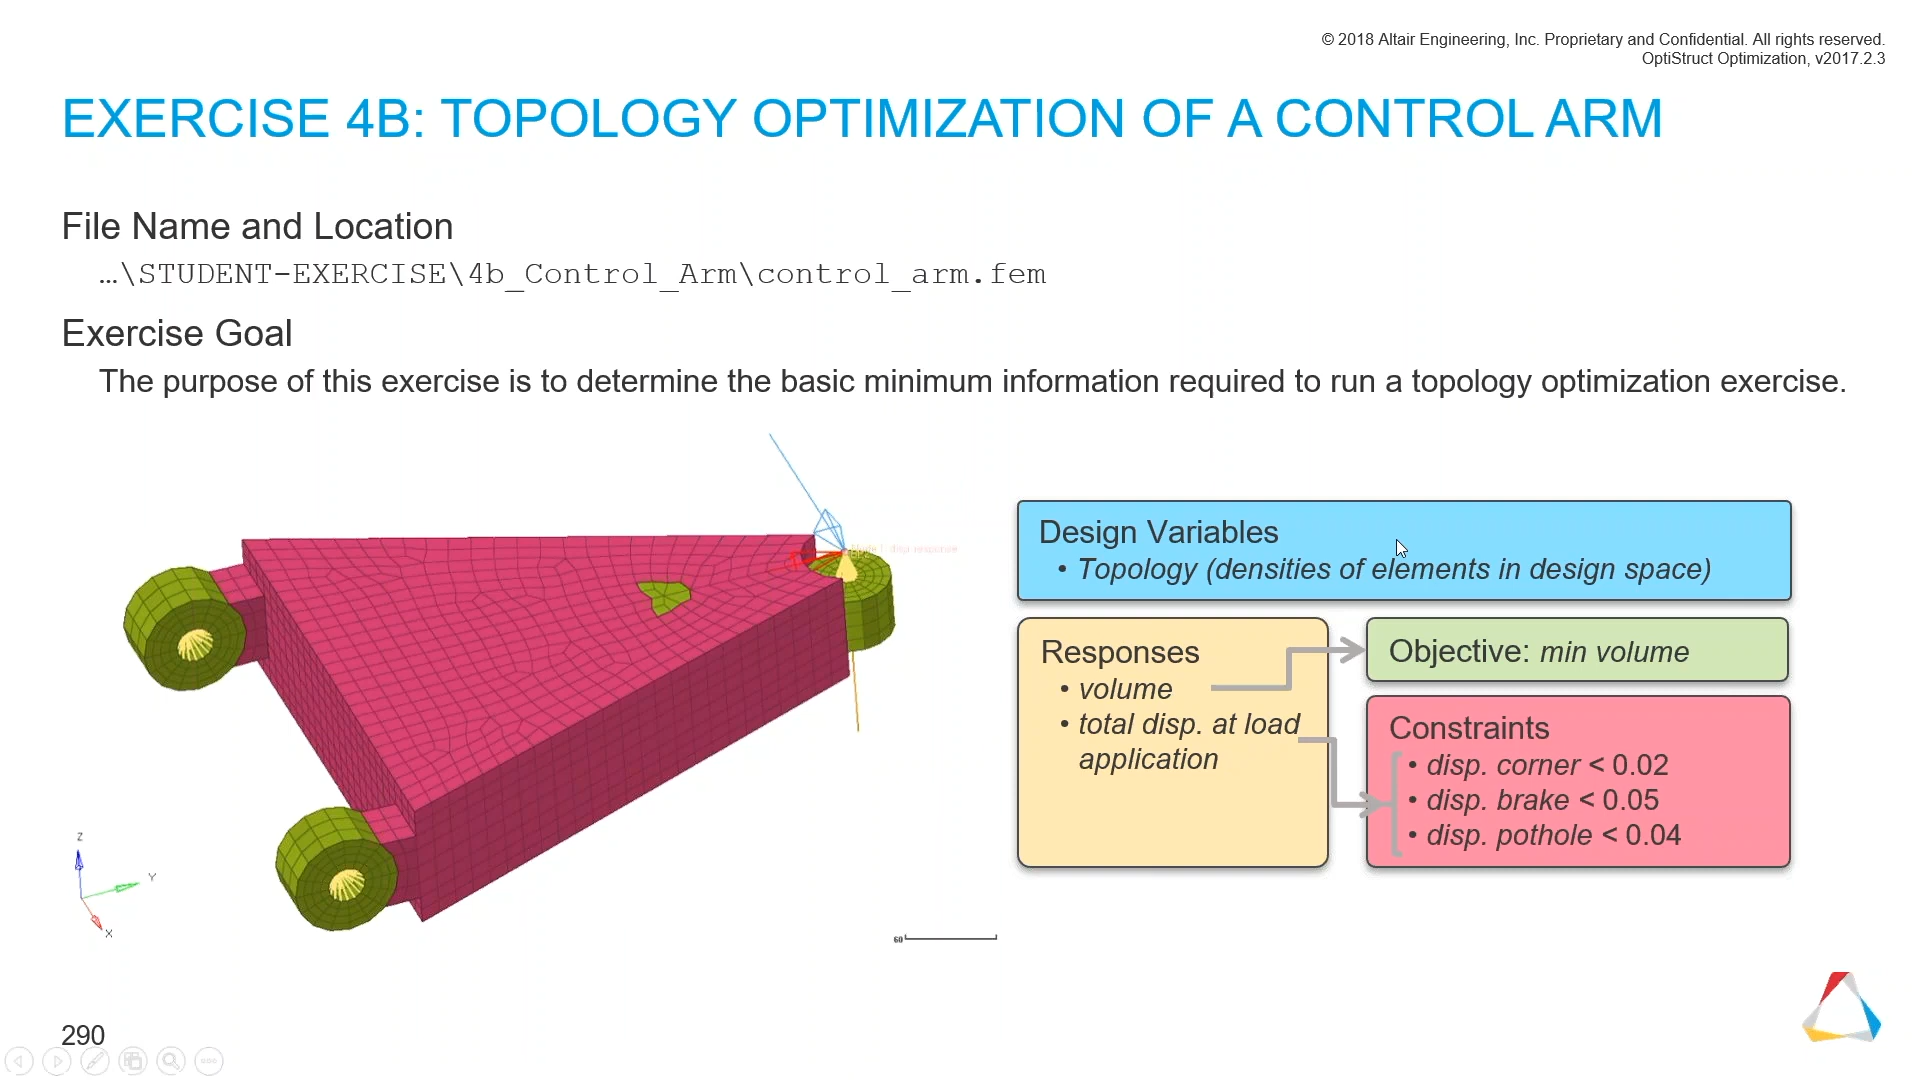 © 2018 Altair Engineering, Inc. Proprietary and Confidential. All rights reserved.
OptiStruct Optimization, v2017.2.3
EXERCISE 4B: TOPOLOGY OPTIMIZATION OF A CONTROL ARM
File Name and Location
…\STUDENT-EXERCISE\4b_Control_Arm\control_arm.fem
Exercise Goal
The purpose of this exercise is to determine the basic minimum information required to run a topology optimization exercise.
Design Variables
• Topology (densities of elements in design space)
Responses
• volume
• total disp. at load
application
Objective: min volume
Constraints
• disp. corner < 0.02
• disp. brake < 0.05
• disp. pothole < 0.04
Z
Y
X
60
290